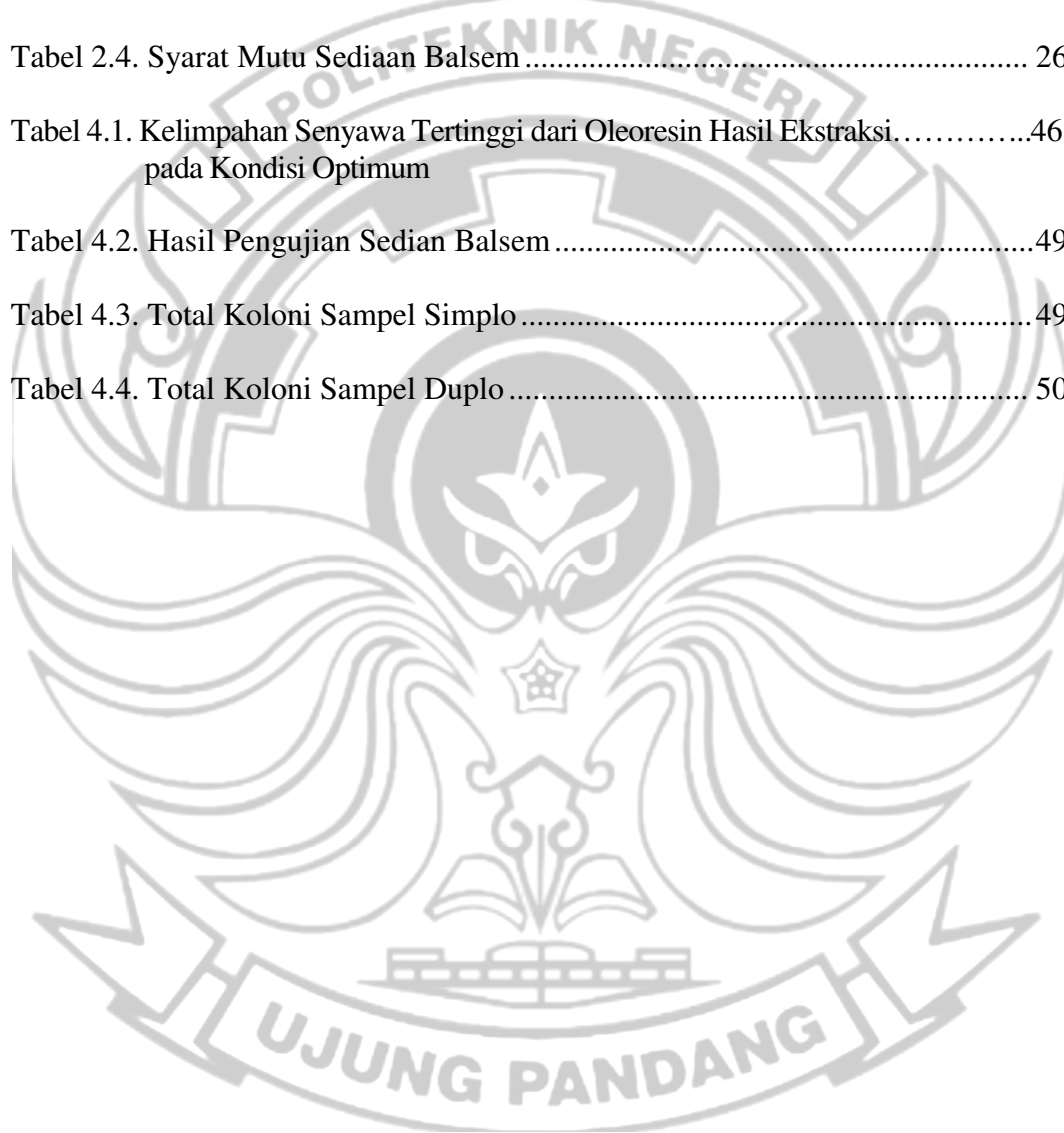 POLITEKNIK NEGERI
Tabel 2.4. Syarat Mutu Sediaan Balsem ................................................................ 26
Tabel 4.1. Kelimpahan Senyawa Tertinggi dari Oleoresin Hasil Ekstraksi…………..46
pada Kondisi Optimum
Tabel 4.2. Hasil Pengujian Sedian Balsem .............................................................49
Tabel 4.3. Total Koloni Sampel Simplo .................................................................49
Tabel 4.4. Total Koloni Sampel Duplo .................................................................. 50
UJUNG PANDANG